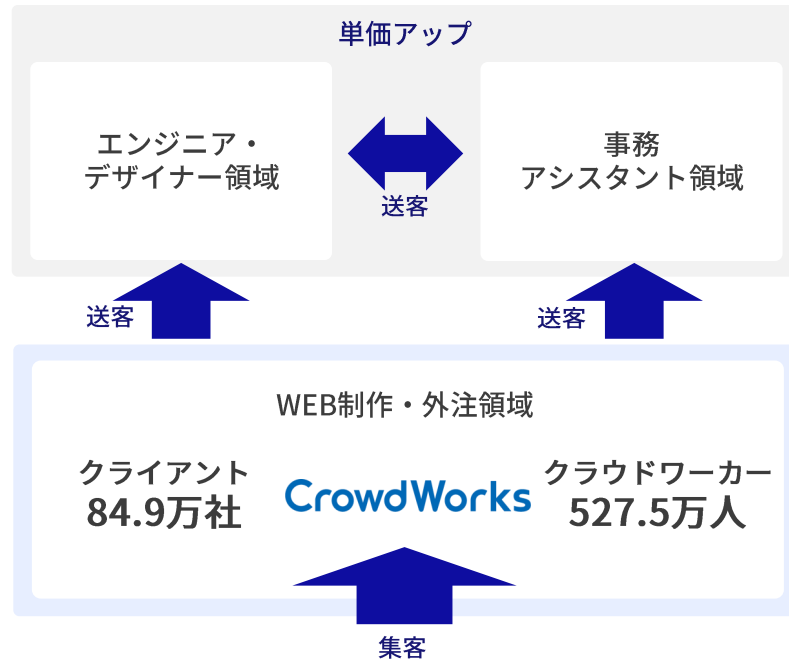 単価アップ
エンジニア・
デザイナー領域
事務
アシスタント領域
送客
送客
送客
WEB制作・外注領域
クライアント
84.9万社
CrowdWorks
クラウドワーカー
527.5万人
集客